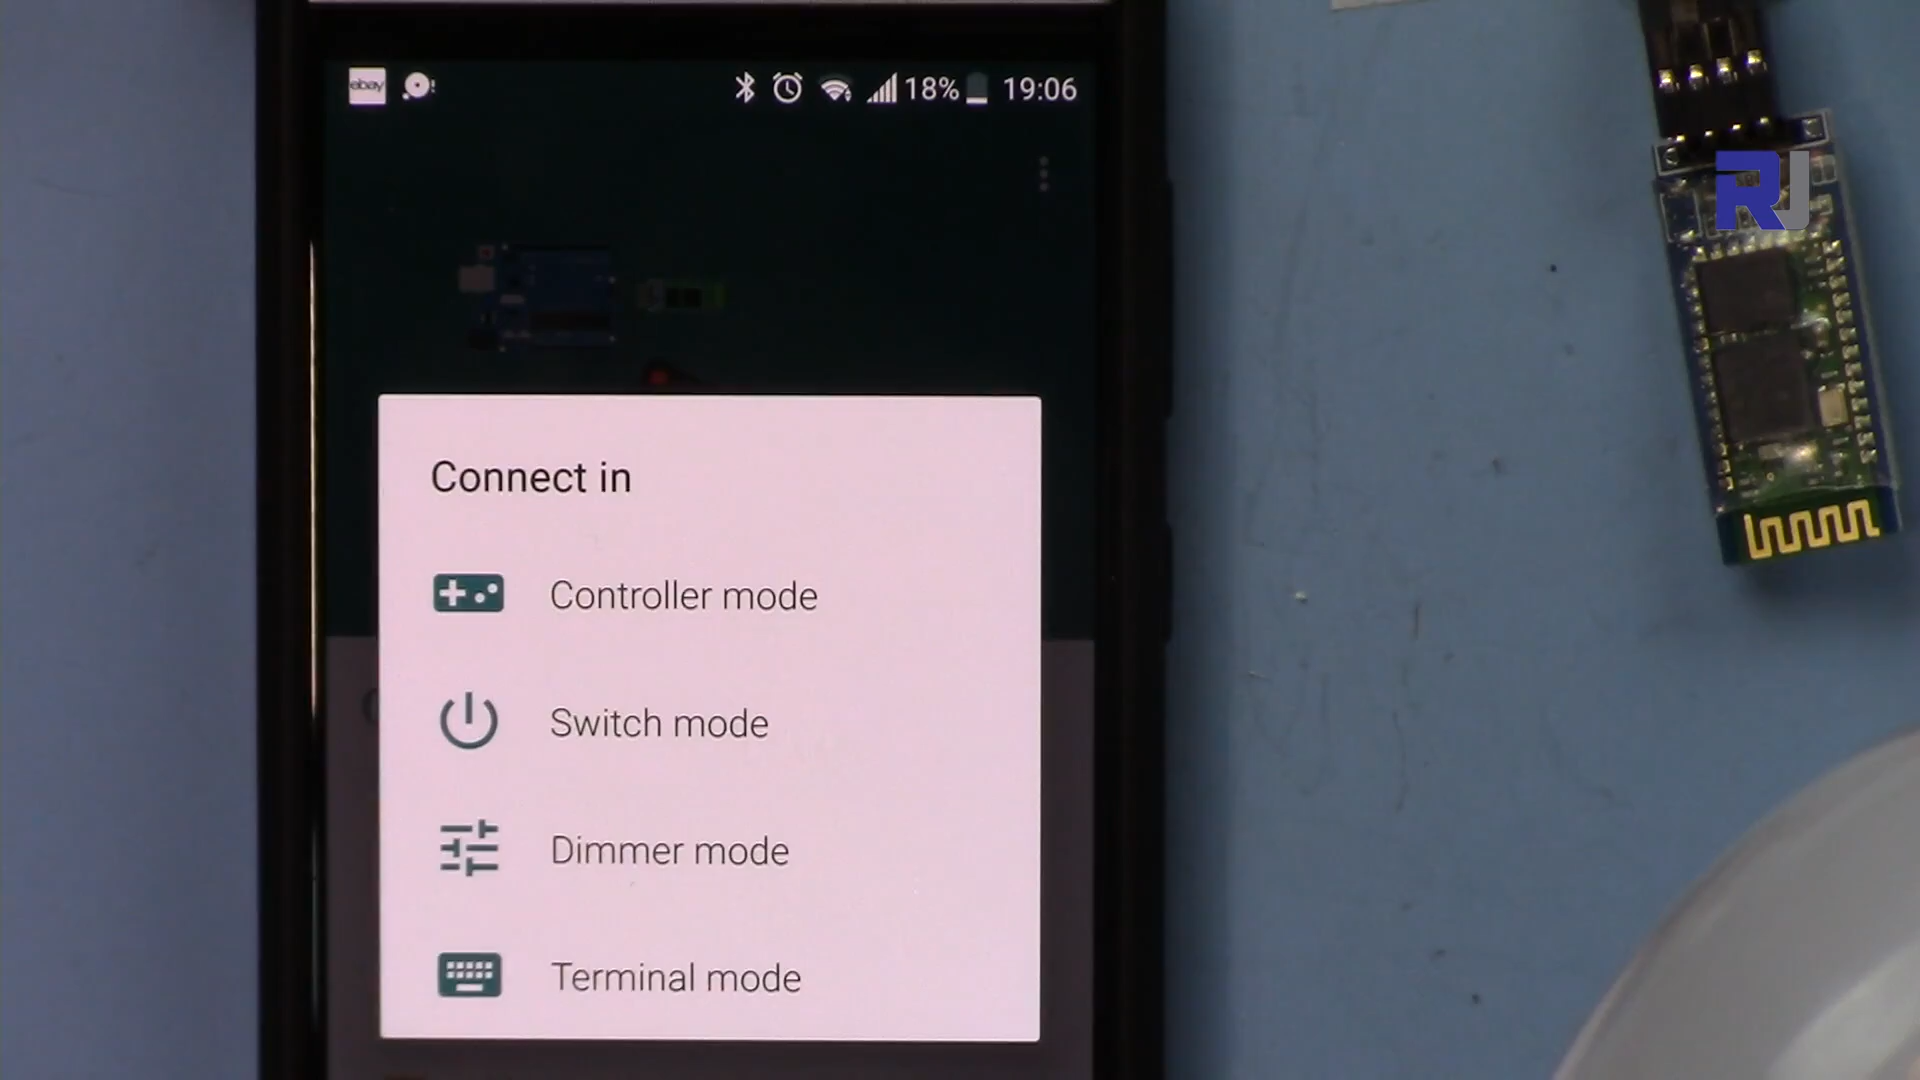 ebay
18% 19:06
RJ
Connect in
Controller mode
Switch mode
Dimmer mode
Terminal mode